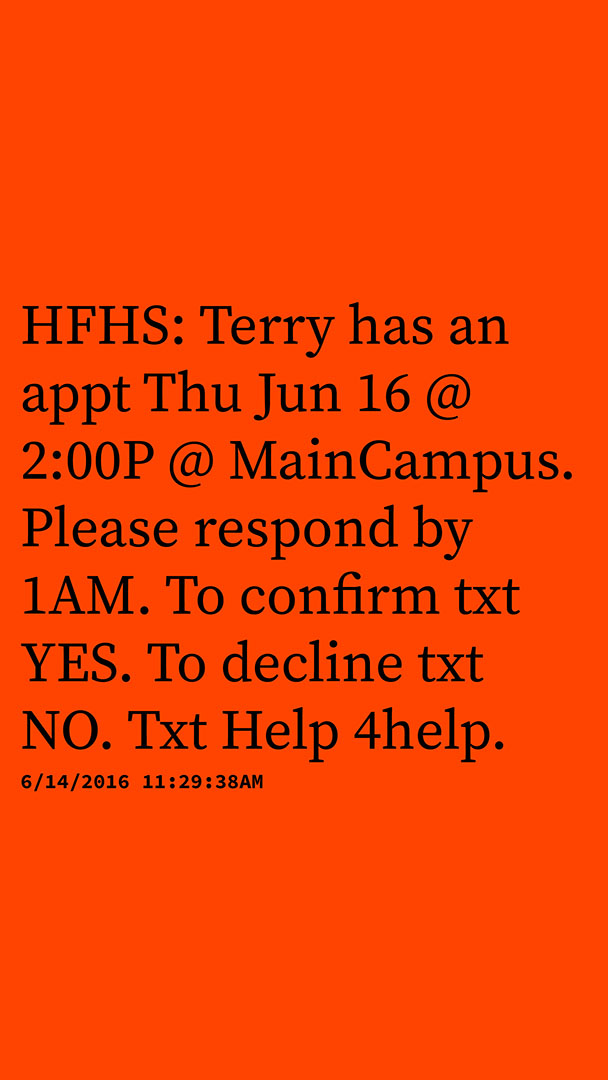 HFHS: Terry has an
appt Thu Jun 16 @
2:00P @ MainCampus.
Please respond by
1AM. To confirm txt
YES. To decline txt
NO. Txt Help 4help.
6/14/2016 11:29:38AM